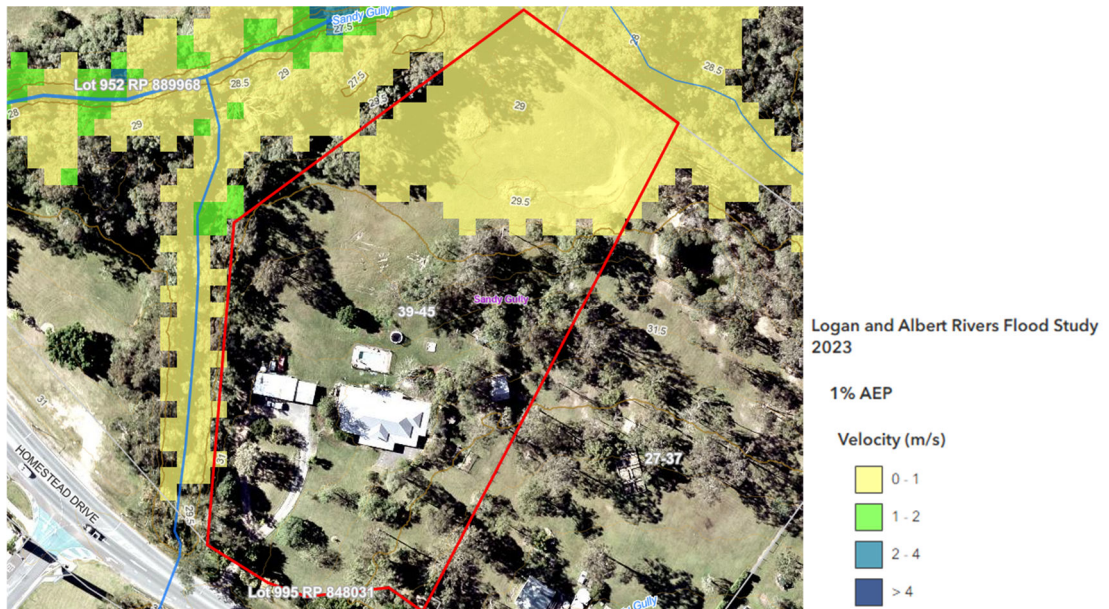 Sandy Gully
27.5
28
28.5
Lot 952 RP 889968
28.5
29
27.5
28
29
29
29.5
Sandy Gully
39-45
31.5
31
31
27-37
HOMESTEAD DRIVE
29.5
Lot 995 RP 848031
Logan and Albert Rivers Flood Study
2023
1% AEP
Velocity (m/s)
0 - 1
1 - 2
2 - 4
> 4